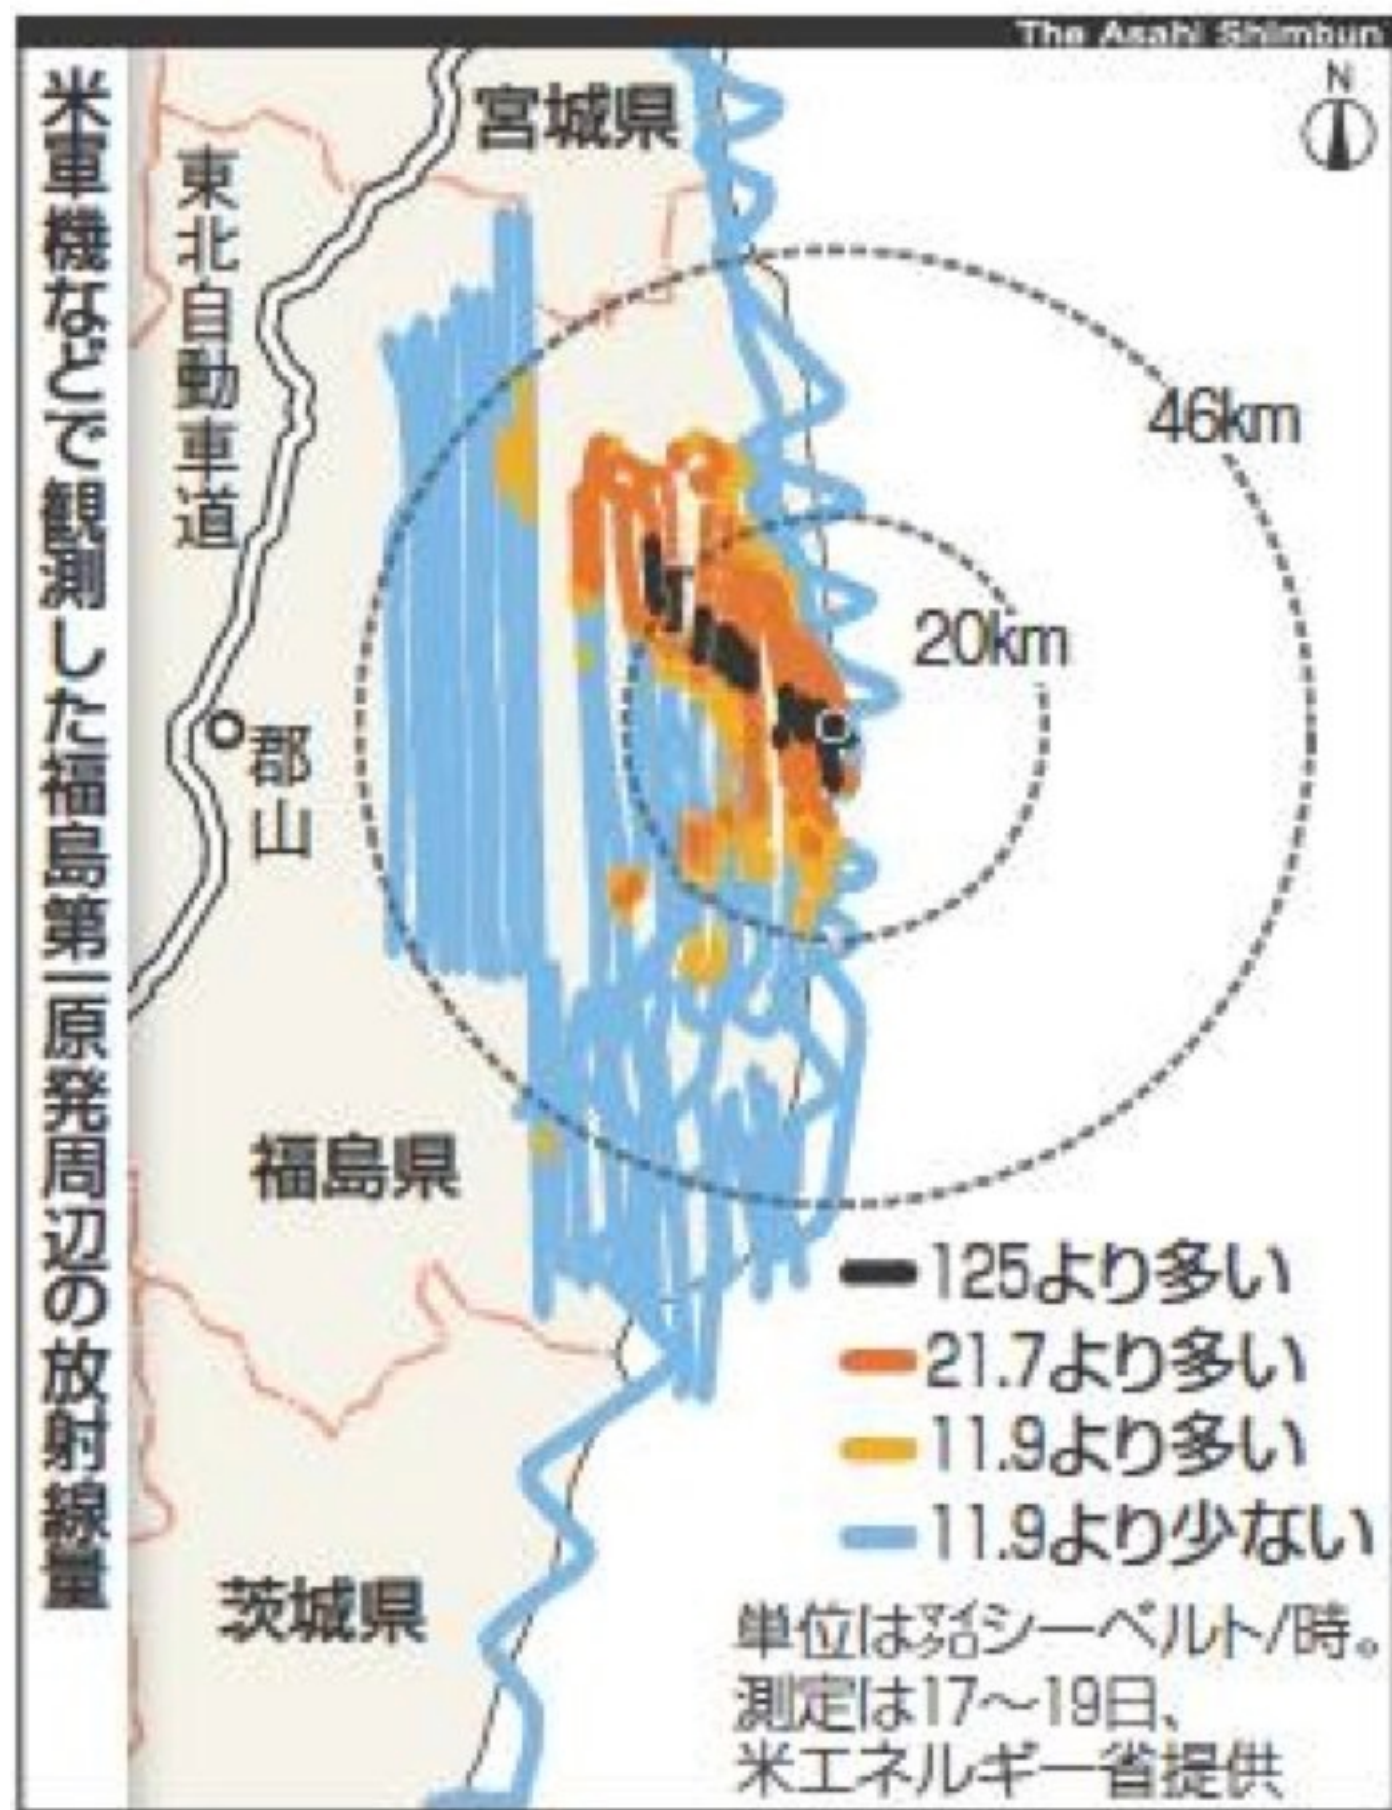 The Asahi Shimbun
米軍機などで観測した福島第一原発周辺の放射線量
N
宮城県
東北自動車道
46km
20km
郡山
福島県
125より多い
21.7より多い
11.9より多い
11.9より少ない
茨城県
単位はマイクロシーベルト/時。
測定は17〜19日、
米エネルギー省提供